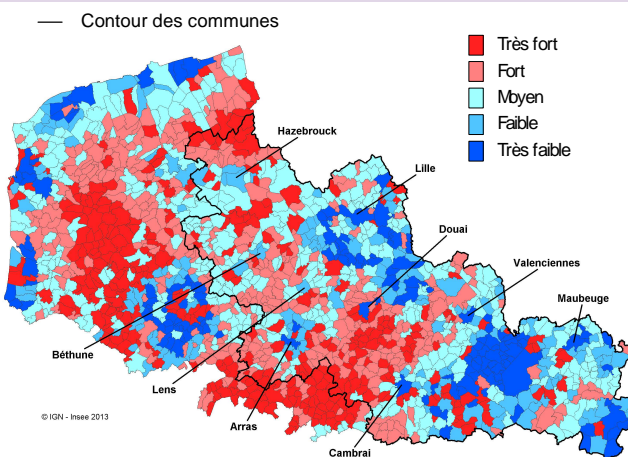 Contour des communes
Très fort
Fort
Moyen
Faible
Très faible
Hazebrouck
Lille
Douai
Valenciennes
Maubeuge
Béthune
Lens
Arras
Cambrai
© IGN - Insee 2013